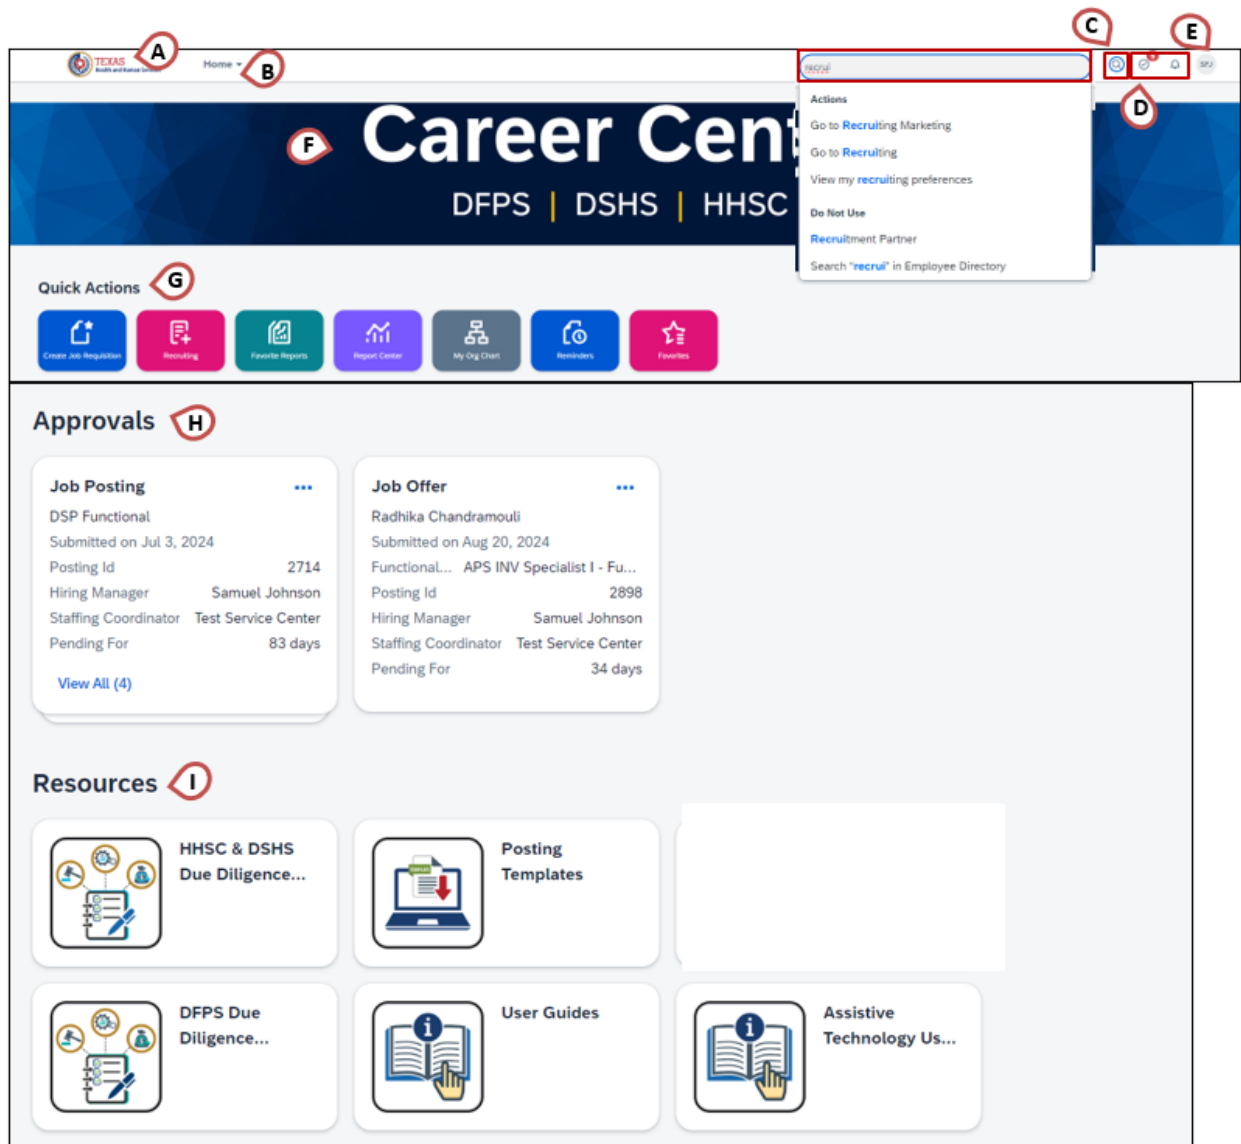 C
E
A
TEXAS
Health and Human Services
Home
B
recrui
SPJ
D
Actions
Go to Recruiting Marketing
Go to Recruiting
View my recruiting preferences
Do Not Use
Recruitment Partner
Search "recrui" in Employee Directory
F
Career Cent
DFPS | DSHS | HHSC
Quick Actions
G
Create Job Requisition
Recruiting
Favorite Reports
Report Center
My Org Chart
Reminders
Favorites
Approvals
H
Job Posting
DSP Functional
Submitted on Jul 3, 2024
Posting Id 2714
Hiring Manager Samuel Johnson
Staffing Coordinator Test Service Center
Pending For 83 days
View All (4)
Job Offer
Radhika Chandramouli
Submitted on Aug 20, 2024
Functional... APS INV Specialist I - Fu...
Posting Id 2898
Hiring Manager Samuel Johnson
Staffing Coordinator Test Service Center
Pending For 34 days
Resources
I
HHSC & DSHS
Due Diligence...
Posting
Templates
DFPS Due
Diligence...
User Guides
Assistive
Technology Us...